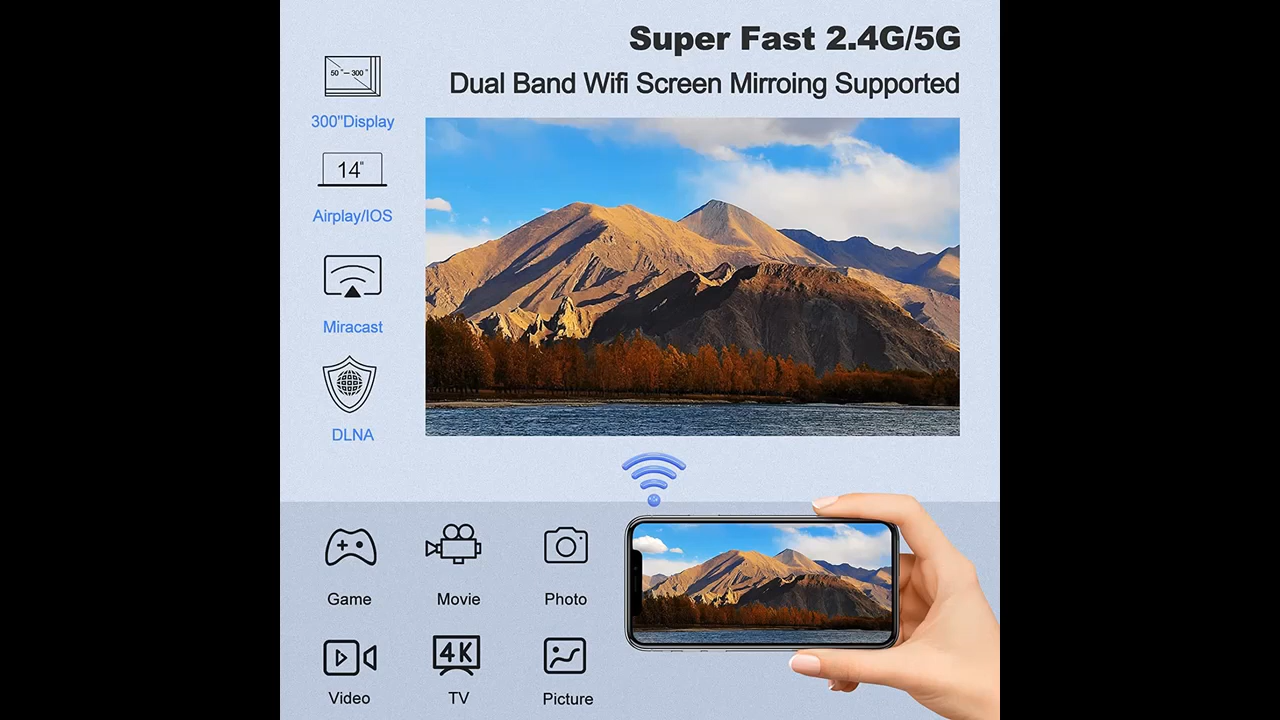 Super Fast 2.4G/5G
Dual Band Wifi Screen Mirroing Supported
50"—300"
300"Display
14"
Airplay/IOS
Miracast
DLNA
Game
Movie
Photo
4K
Video
TV
Picture